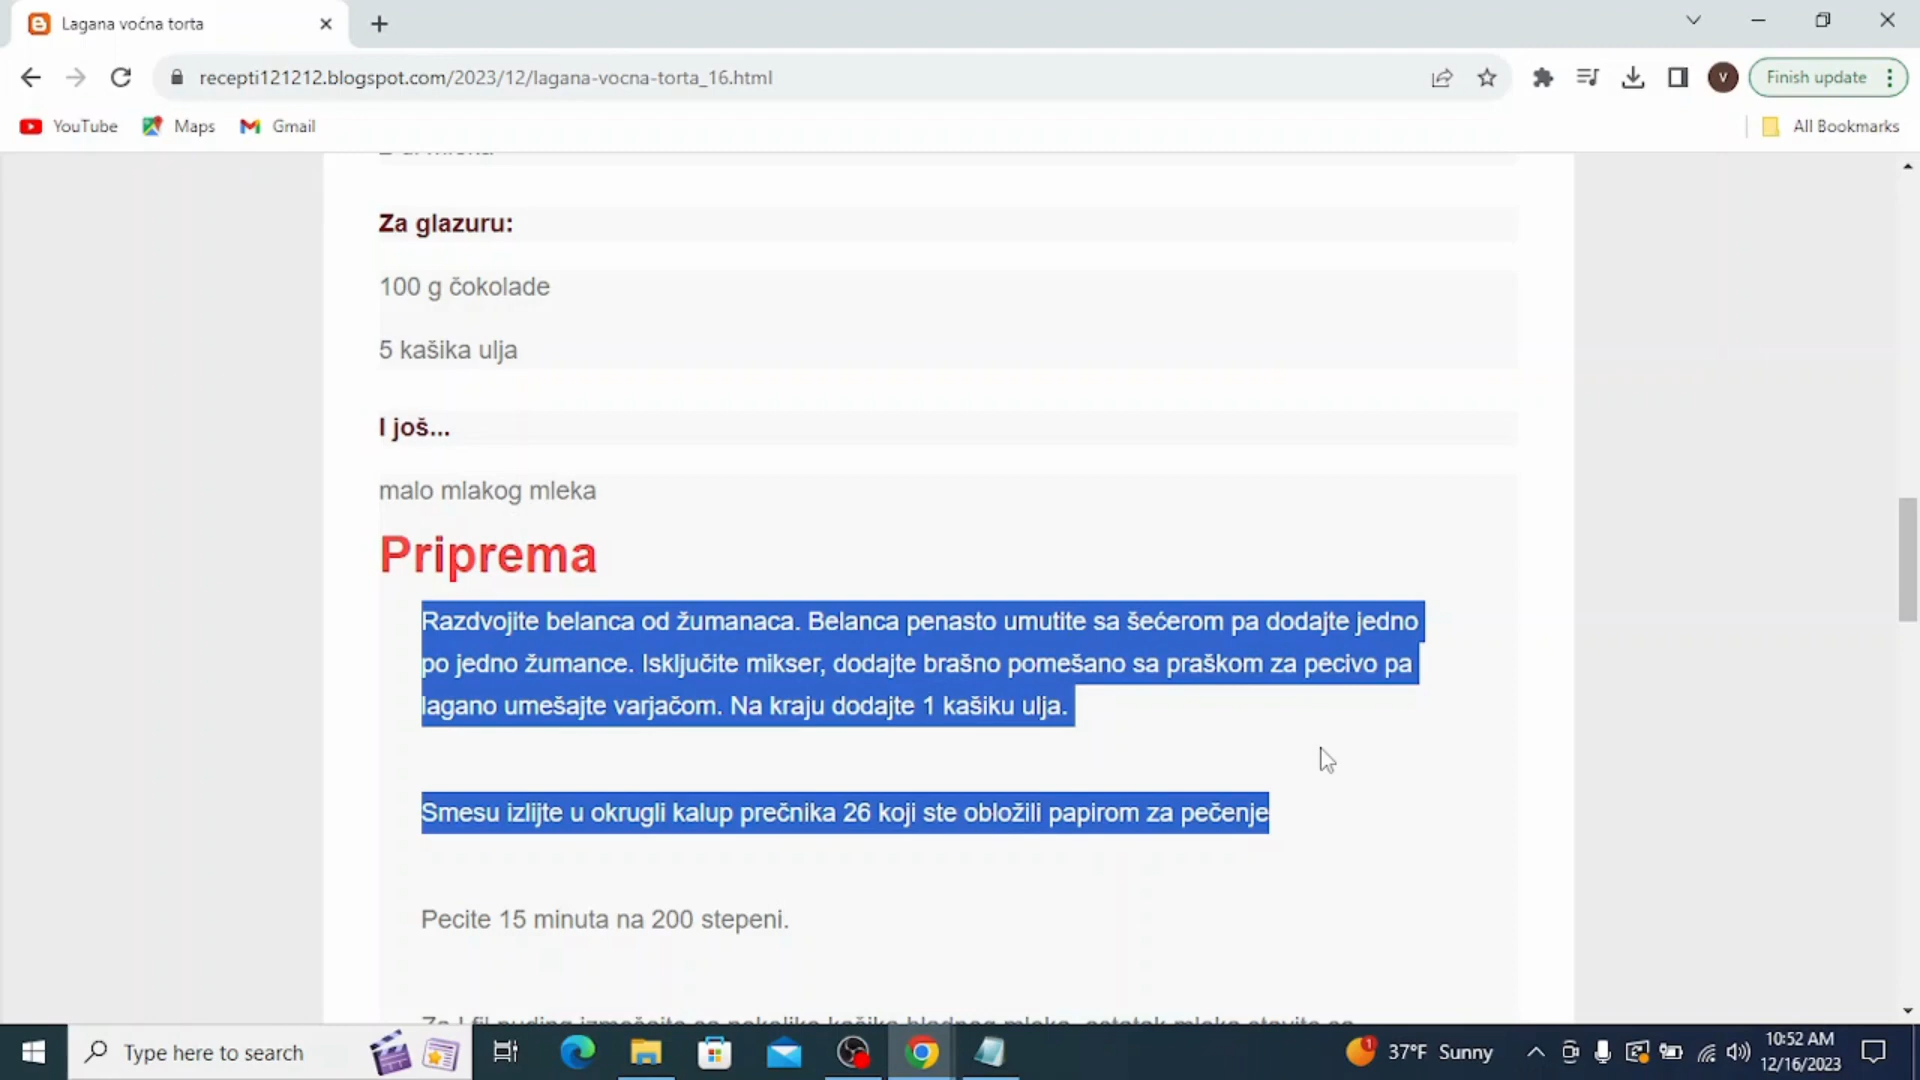 Lagana voćna torta
recepti121212.blogspot.com/2023/12/lagana-vocna-torta_16.html
V
Finish update
YouTube
Maps
Gmail
All Bookmarks
Za glazuru:
100 g čokolade
5 kašika ulja
I još...
malo mlakog mleka
Priprema
Razdvojite belanca od žumanaca. Belanca penasto umutite sa šećerom pa dodajte jedno
po jedno žumance. Isključite mikser, dodajte brašno pomešano sa praškom za pecivo pa
lagano umešajte varjačom. Na kraju dodajte 1 kašiku ulja.
Smesu izlijte u okrugli kalup prečnika 26 koji ste obložili papirom za pečenje
Pecite 15 minuta na 200 stepeni.
Type here to search
1
37°F Sunny
10:52 AM
12/16/2023